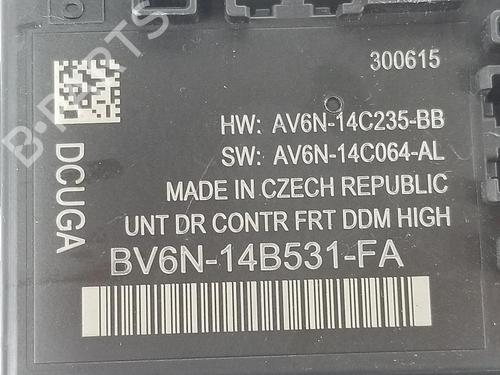 300615
HW: AV6N-14C235-BB
SW: AV6N-14C064-AL
MADE IN CZECH REPUBLIC
UNT DR CONTR FRT DDM HIGH
BV6N-14B531-FA
DCUGA
B-PARTS